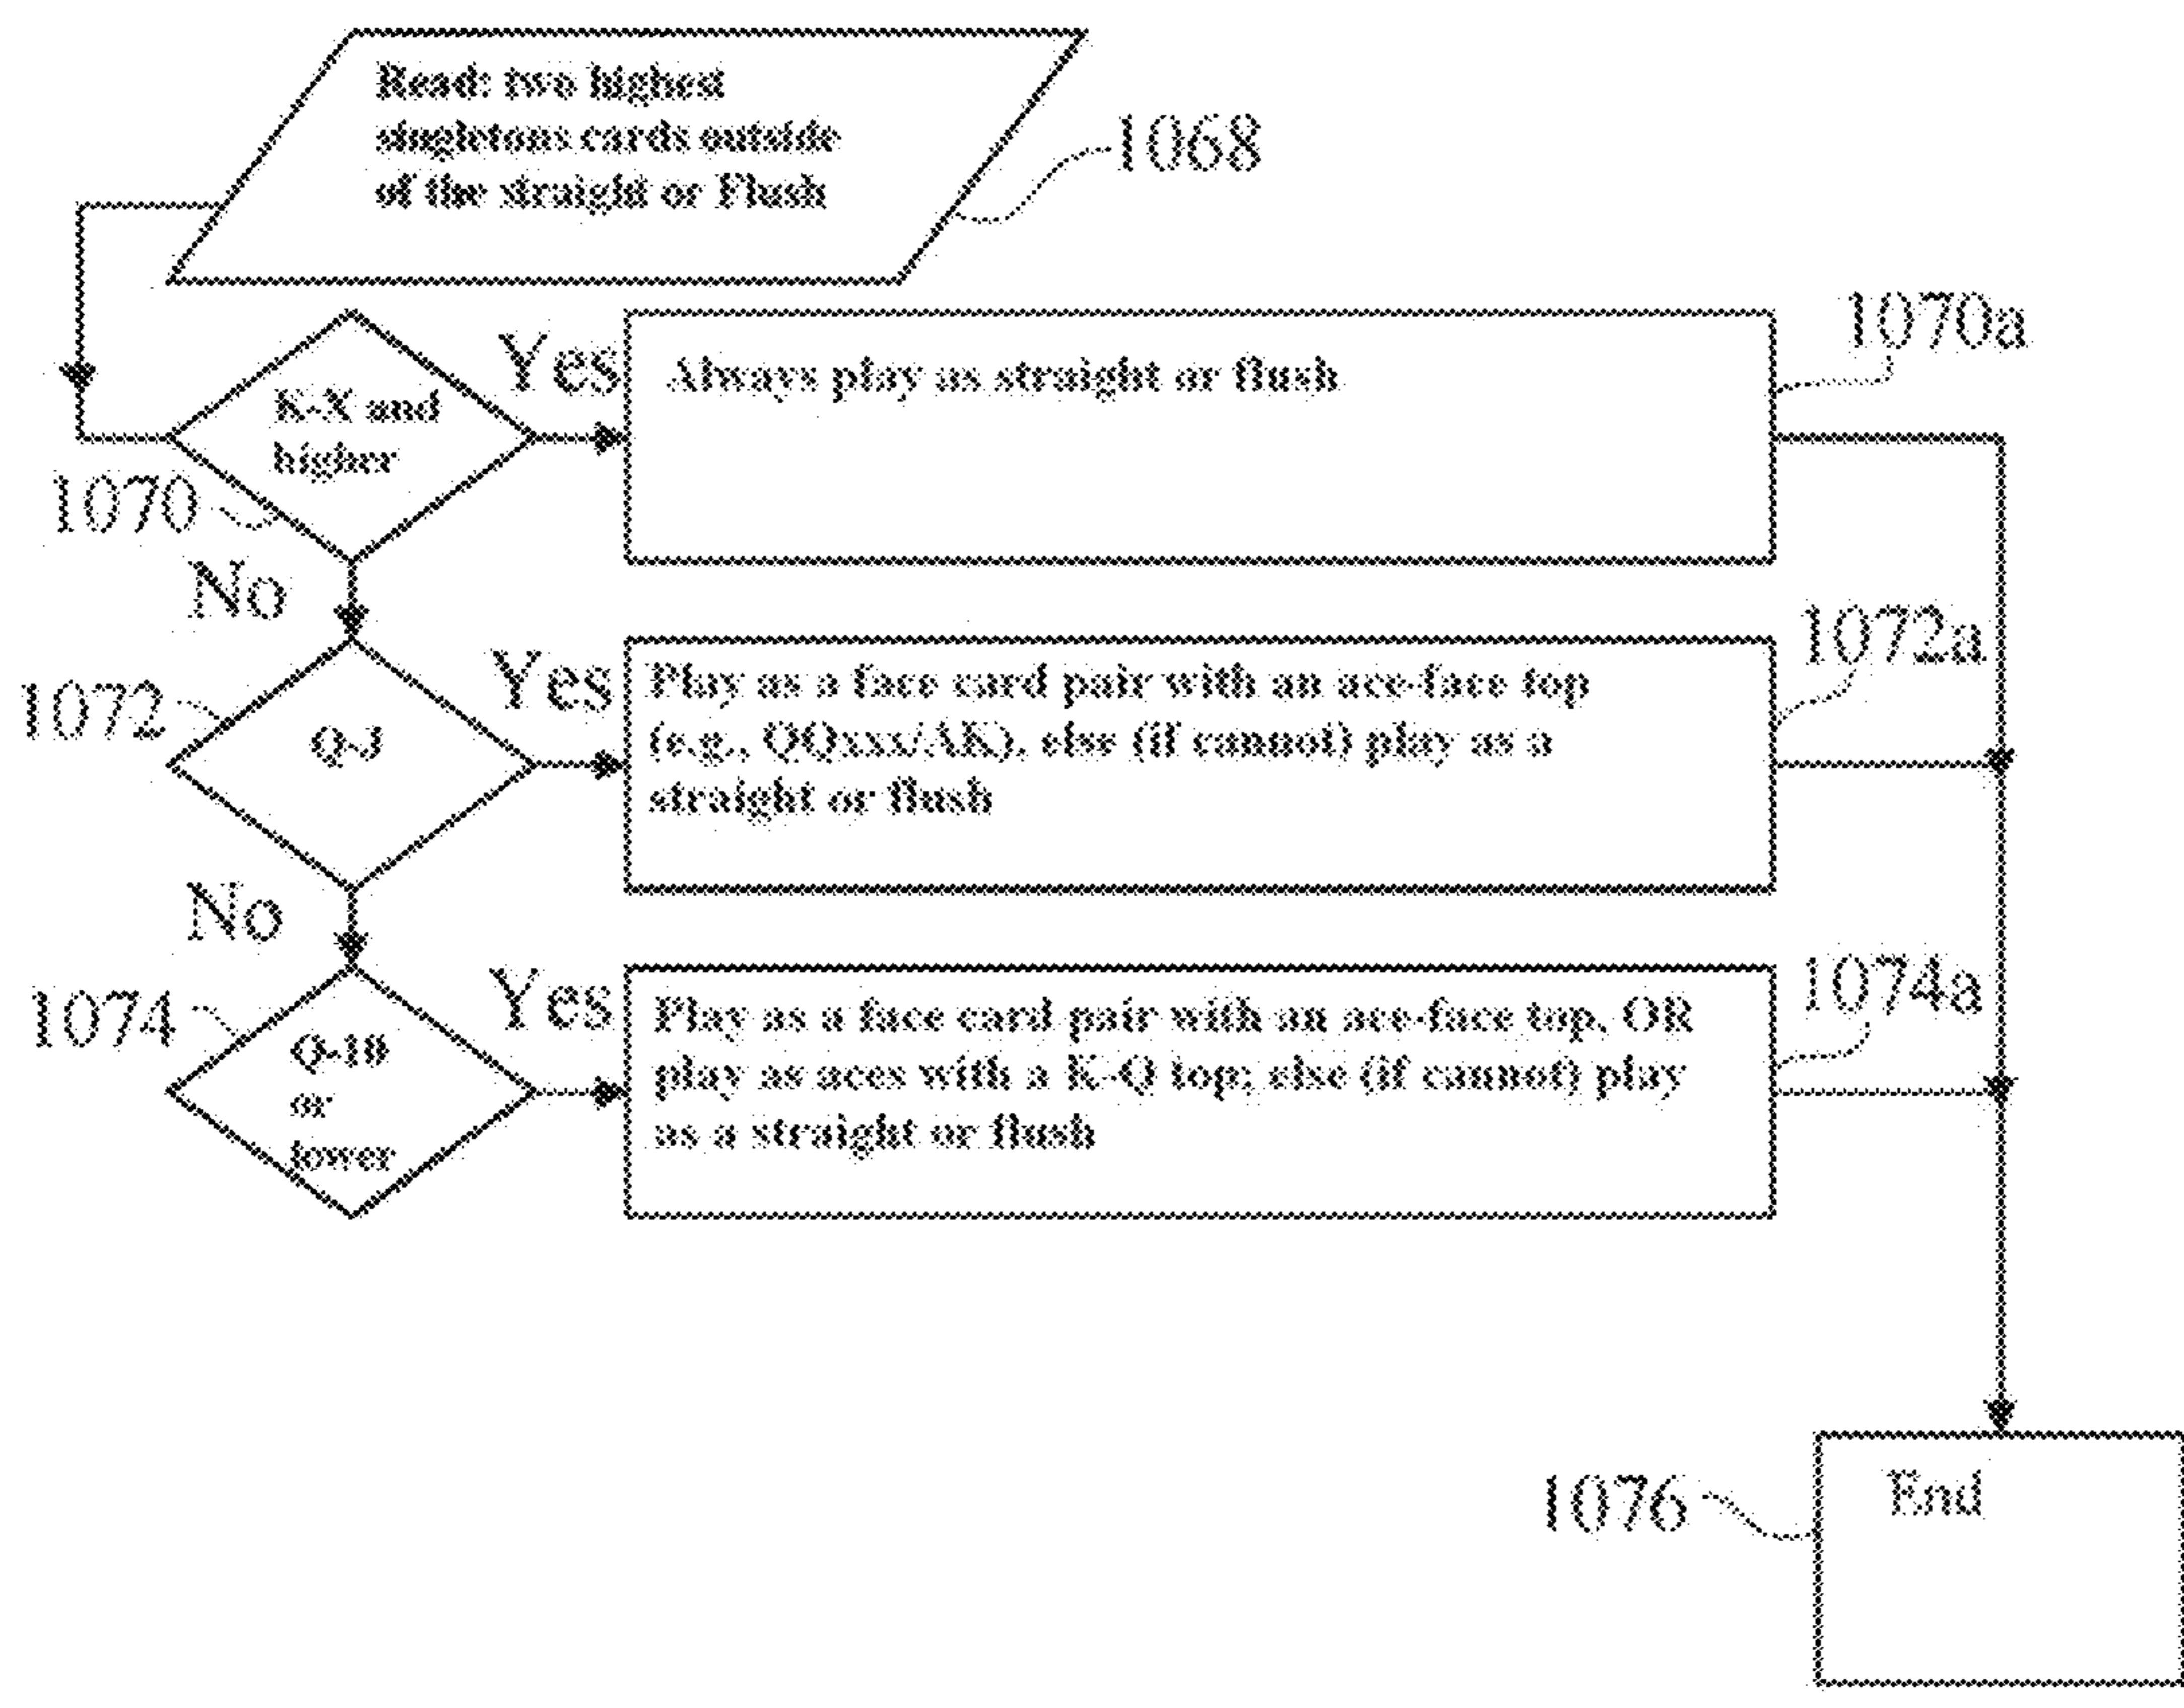 Read: two highest
singletons cards outside
of the straight or Flush
1068
K-X and
higher
1070
Yes
Always play as straight or flush
1070a
No
1072
Q-J
Yes
Play as a face card pair with an ace-face top
(e.g., QQxxx/AK), else (if cannot) play as a
straight or flush
1072a
No
1074
Q-10
or
lower
Yes
Play as a face card pair with an ace-face top, OR
play as aces with a K-Q top; else (if cannot) play
as a straight or flush
1074a
1076
End